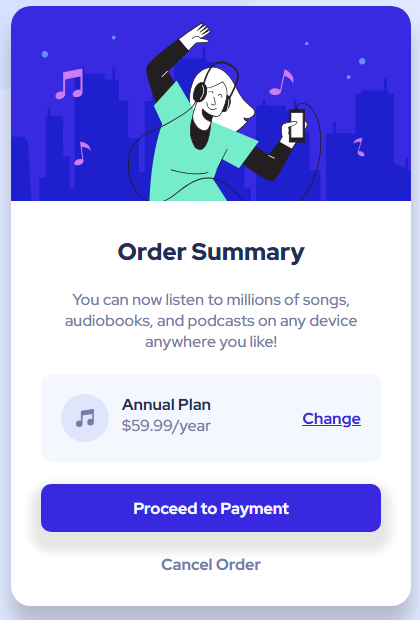 Order Summary
You can now listen to millions of songs,
audiobooks, and podcasts on any device
anywhere you like!
Annual Plan
$59.99/year
Change
Proceed to Payment
Cancel Order